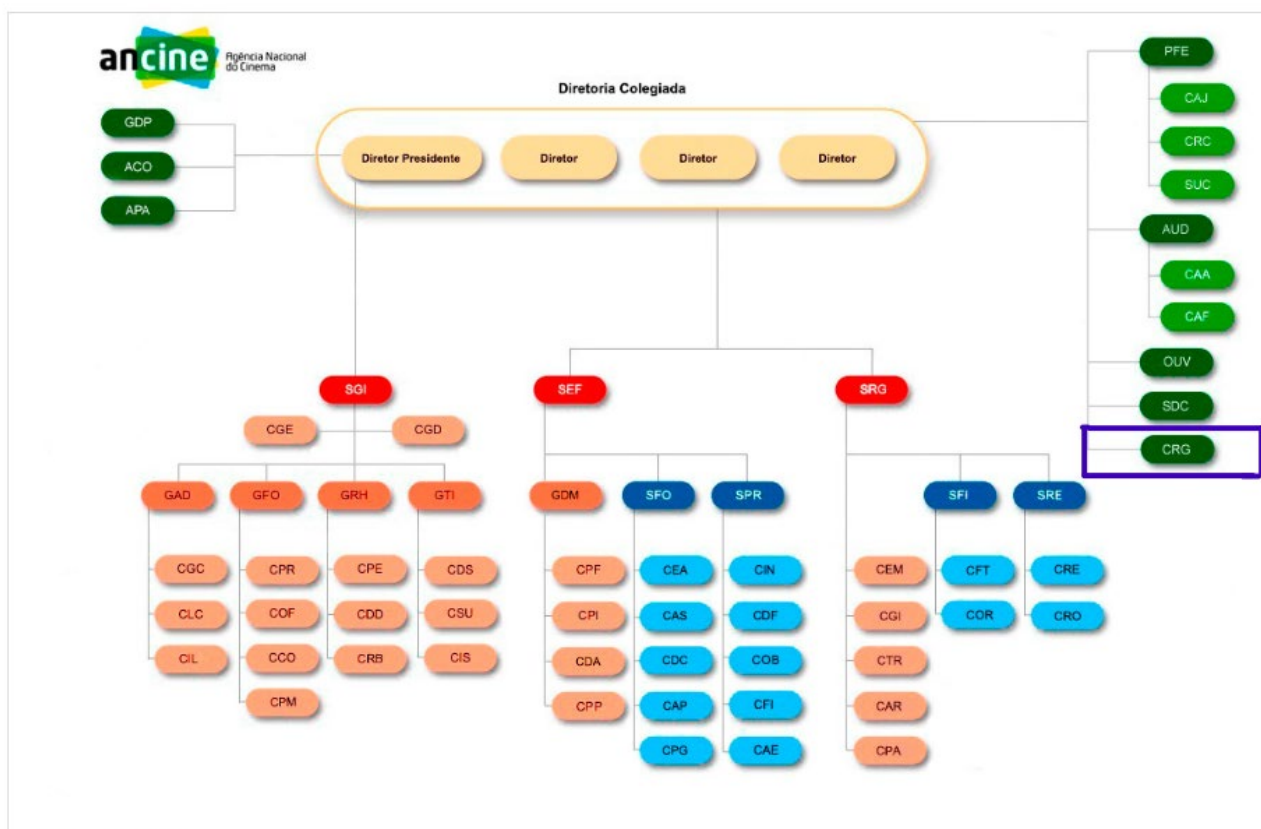 ancine Agência Nacional
do Cinema
Diretoria Colegiada
Diretor Presidente Diretor Diretor Diretor
GDP
ACO
APA
PFE
CAJ
CRC
SUC
AUD
CAA
CAF
OUV
SDC
CRG
SGI SEF SRG
CGE CGD
GAD GFO GRH GTI GDM SFO SPR SFI SRE
CGC CPR CPE CDS CPF CEA CIN CEM CFT CRE
CLC COF CDD CSU CPI CAS CDF CGI COR CRO
CIL CCO CRB CIS CDA CDC COB CTR
CPM CPP CAP CFI CAR
CPG CAE CPA